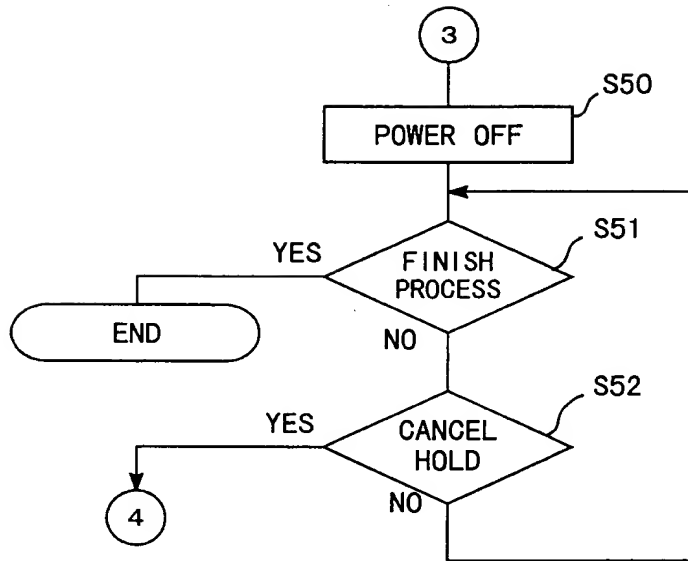 3
S50
POWER OFF
S51
YES
FINISH
PROCESS
END
NO
S52
YES
CANCEL
HOLD
NO
4